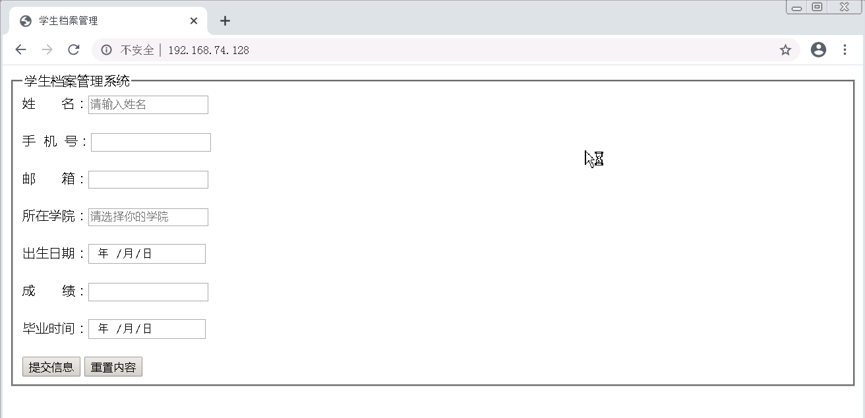 学生档案管理
不安全 | 192.168.74.128
学生档案管理系统
姓 名：请输入姓名
手 机 号：
邮 箱：
所在学院：请选择你的学院
出生日期： 年 /月/日
成 绩：
毕业时间： 年 /月/日
提交信息 重置内容